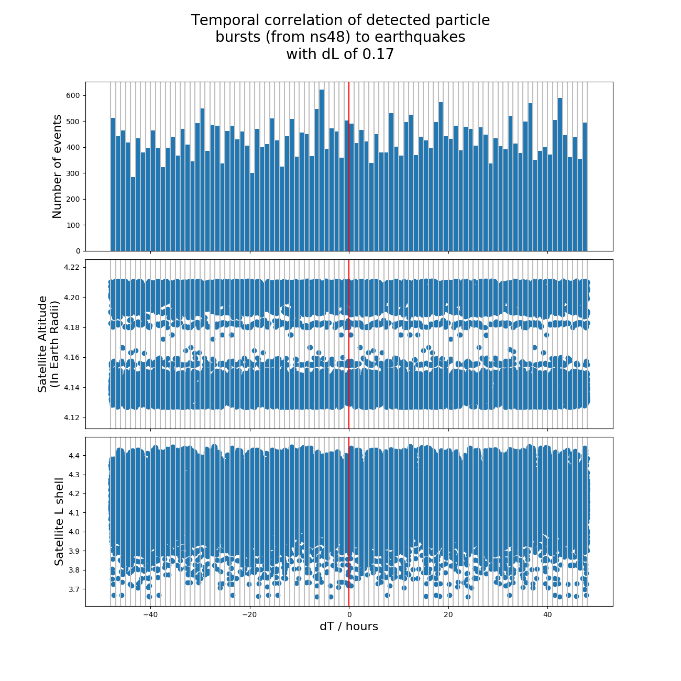 Temporal correlation of detected particle
bursts (from ns48) to earthquakes
with dL of 0.17
600
500
400
300
200
100
0
Number of events
4.22
4.20
4.18
4.16
4.14
4.12
Satellite Altitude
(In Earth Radii)
4.4
4.3
4.2
4.1
4.0
3.9
3.8
3.7
Satellite L shell
−40 −20 0 20 40
dT / hours